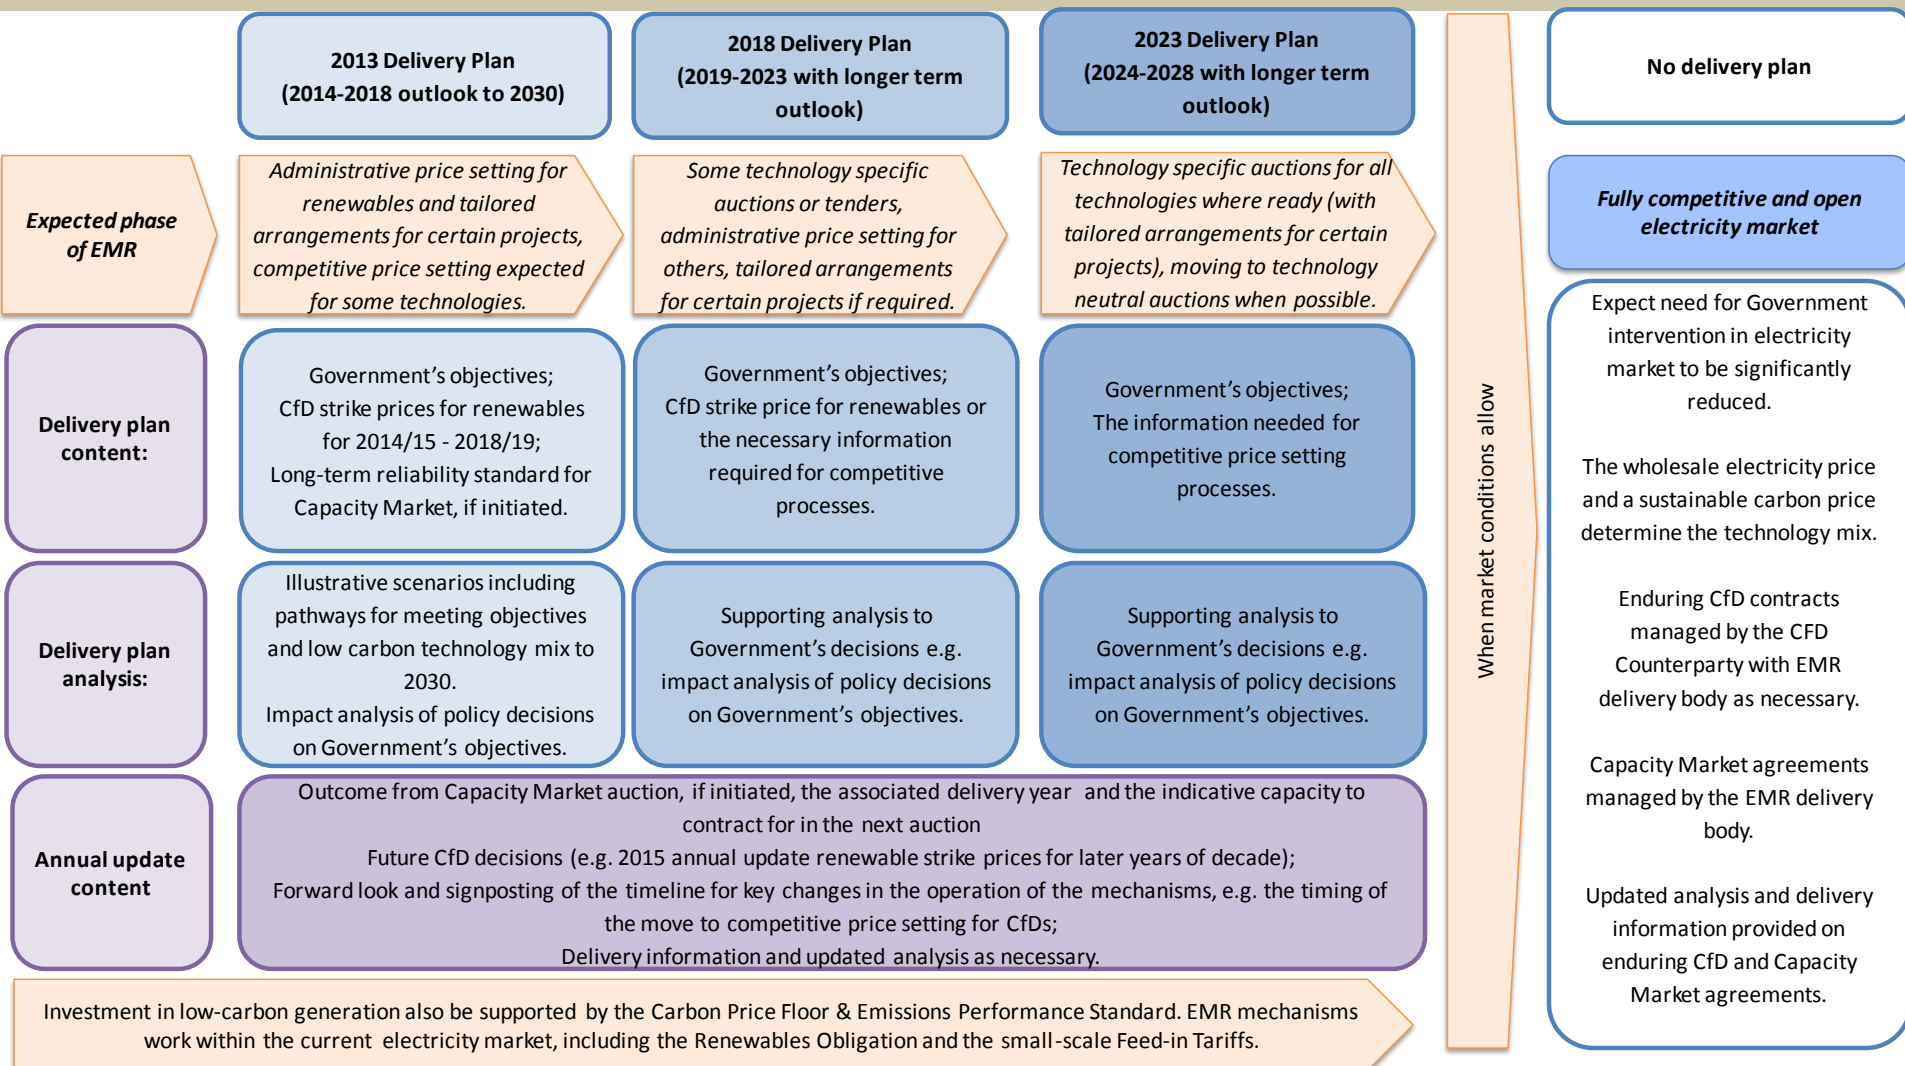 2013 Delivery Plan
(2014-2018 outlook to 2030)
2018 Delivery Plan
(2019-2023 with longer term
outlook)
2023 Delivery Plan
(2024-2028 with longer term
outlook)
No delivery plan
Expected phase
of EMR
Administrative price setting for
renewables and tailored
arrangements for certain projects,
competitive price setting expected
for some technologies.
Some technology specific
auctions or tenders,
administrative price setting for
others, tailored arrangements
for certain projects if required.
Technology specific auctions for all
technologies where ready (with
tailored arrangements for certain
projects), moving to technology
neutral auctions when possible.
Fully competitive and open
electricity market
Delivery plan
content:
Government's objectives;
CfD strike prices for renewables
for 2014/15 - 2018/19;
Long-term reliability standard for
Capacity Market, if initiated.
Government's objectives;
CfD strike price for renewables or
the necessary information
required for competitive
processes.
Government's objectives;
The information needed for
competitive price setting
processes.
Delivery plan
analysis:
Illustrative scenarios including
pathways for meeting objectives
and low carbon technology mix to
2030.
Impact analysis of policy decisions
on Government's objectives.
Supporting analysis to
Government's decisions e.g.
impact analysis of policy decisions
on Government's objectives.
Supporting analysis to
Government's decisions e.g.
impact analysis of policy decisions
on Government's objectives.
Annual update
content
Outcome from Capacity Market auction, if initiated, the associated delivery year and the indicative capacity to
contract for in the next auction
Future CfD decisions (e.g. 2015 annual update renewable strike prices for later years of decade);
Forward look and signposting of the timeline for key changes in the operation of the mechanisms, e.g. the timing of
the move to competitive price setting for CfDs;
Delivery information and updated analysis as necessary.
Investment in low-carbon generation also be supported by the Carbon Price Floor & Emissions Performance Standard. EMR mechanisms
work within the current electricity market, including the Renewables Obligation and the small-scale Feed-in Tariffs.
When market conditions allow
Expect need for Government
intervention in electricity
market to be significantly
reduced.
The wholesale electricity price
and a sustainable carbon price
determine the technology mix.
Enduring CfD contracts
managed by the CFD
Counterparty with EMR
delivery body as necessary.
Capacity Market agreements
managed by the EMR delivery
body.
Updated analysis and delivery
information provided on
enduring CfD and Capacity
Market agreements.